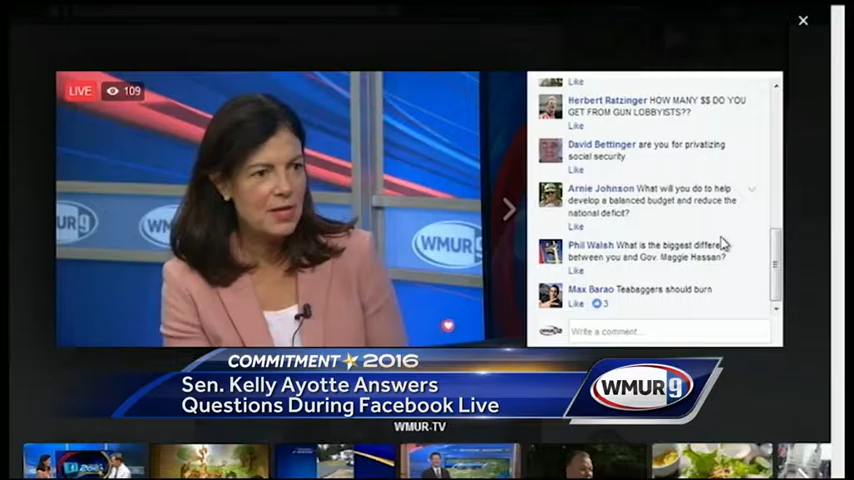 LIVE 109
WMUR 9
WMUR 9
Like
Herbert Ratzinger HOW MANY $$ DO YOU
GET FROM GUN LOBBYISTS??
Like
David Bettinger are you for privatizing
social security
Like
Arnie Johnson What will you do to help
develop a balanced budget and reduce the
national deficit?
Like
Phil Walsh What is the biggest differe
between you and Gov. Maggie Hassan?
Like
Max Barao Teabaggers should burn
Like 3
Write a comment...
COMMITMENT 2016
Sen. Kelly Ayotte Answers
Questions During Facebook Live
WMUR 9
WMUR-TV